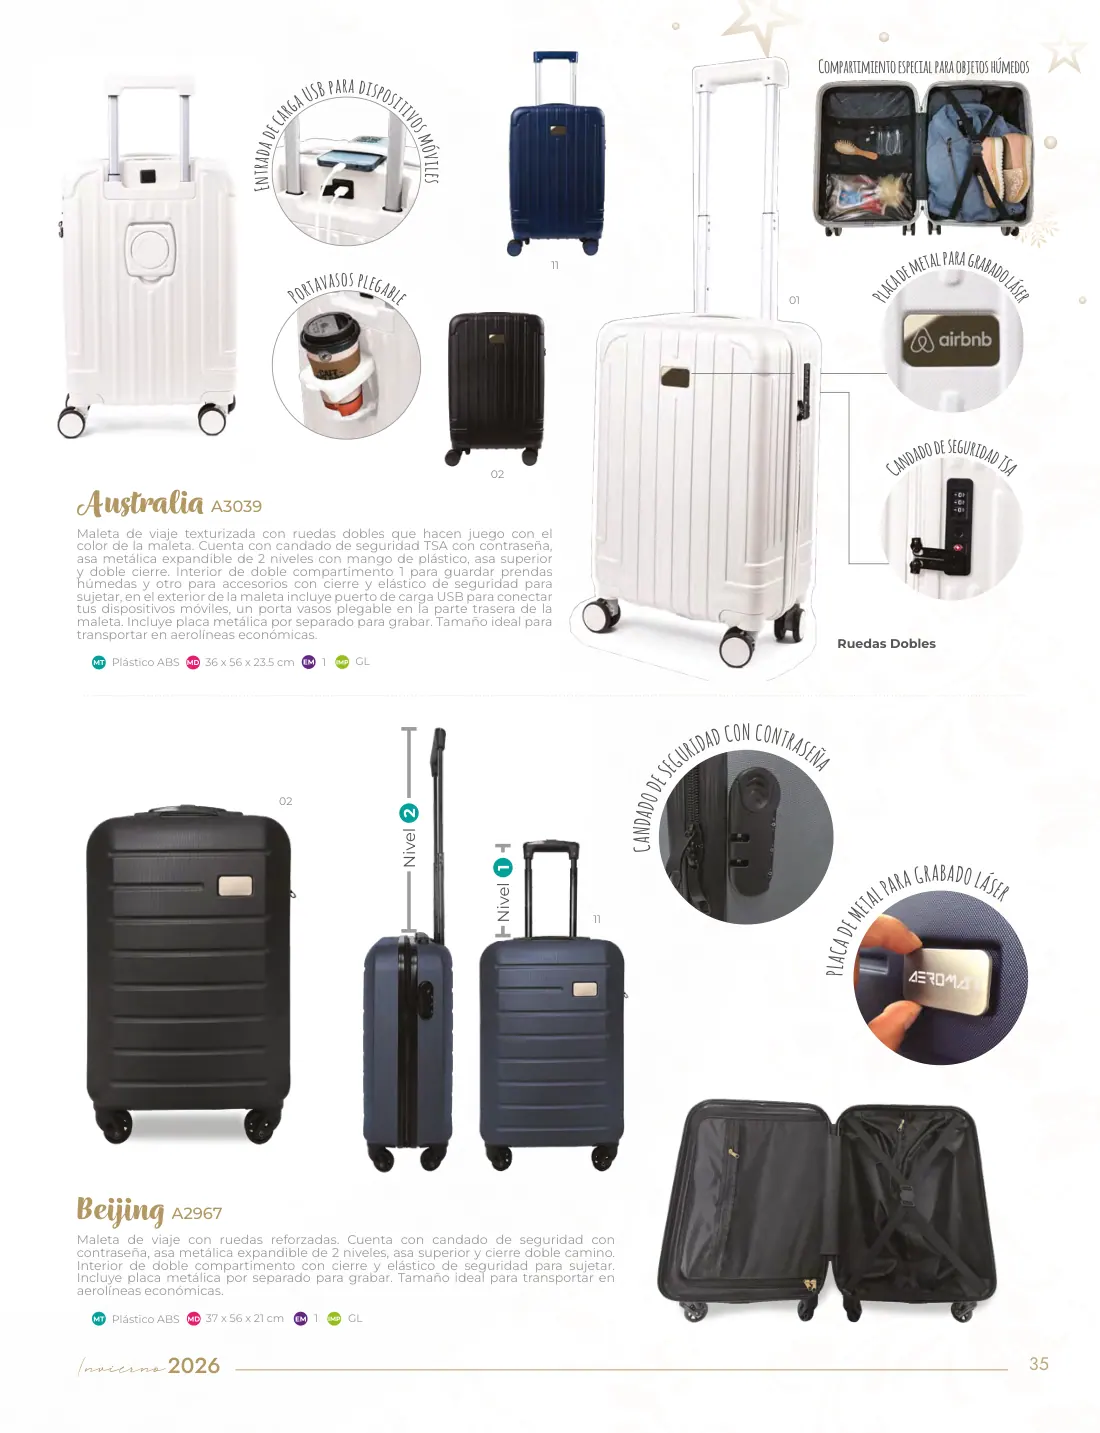 ENTRADA DE CARGA USB PARA DISPOSITIVOS MÓVILES
11
COMPARTIMIENTO ESPECIAL PARA OBJETOS HÚMEDOS
PORTAVASOS PLEGABLE
CAFE
02
01
PLACA DE METAL PARA GRABADO LÁSER
airbnb
CANDADO DE SEGURIDAD TSA
Ruedas Dobles
Australia A3039
Maleta de viaje texturizada con ruedas dobles que hacen juego con el
color de la maleta. Cuenta con candado de seguridad TSA con contraseña,
asa metálica expandible de 2 niveles con mango de plástico, asa superior
y doble cierre. Interior de doble compartimento 1 para guardar prendas
húmedas y otro para accesorios con cierre y elástico de seguridad para
sujetar, en el exterior de la maleta incluye puerto de carga USB para conectar
tus dispositivos móviles, un porta vasos plegable en la parte trasera de la
maleta. Incluye placa metálica por separado para grabar. Tamaño ideal para
transportar en aerolíneas económicas.
MT Plástico ABS MD 36 x 56 x 23.5 cm EM 1 IMP GL
02
Nivel 2
Nivel 1
11
CANDADO DE SEGURIDAD CON CONTRASEÑA
PLACA DE METAL PARA GRABADO LÁSER
AEROMA
Beijing A2967
Maleta de viaje con ruedas reforzadas. Cuenta con candado de seguridad con
contraseña, asa metálica expandible de 2 niveles, asa superior y cierre doble camino.
Interior de doble compartimento con cierre y elástico de seguridad para sujetar.
Incluye placa metálica por separado para grabar. Tamaño ideal para transportar en
aerolíneas económicas.
MT Plástico ABS MD 37 x 56 x 21 cm EM 1 IMP GL
Invierno 2026
35